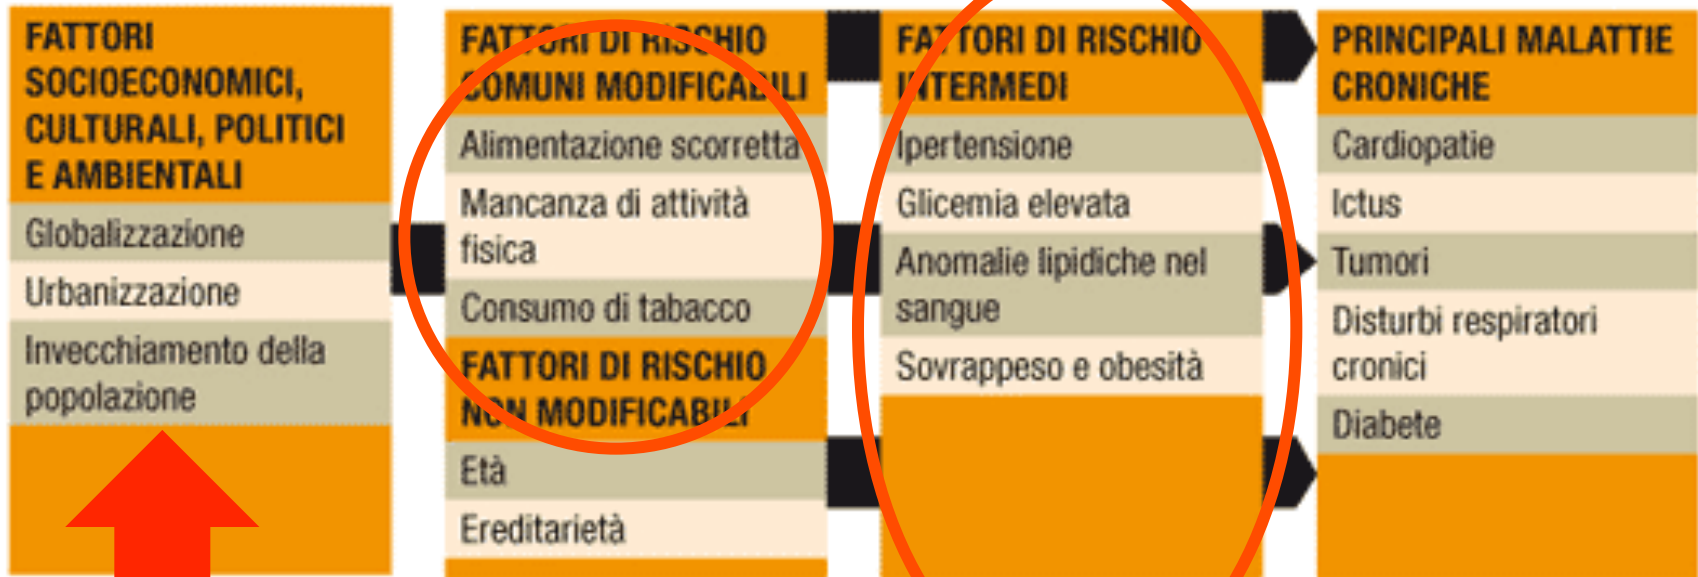 FATTORI
SOCIOECONOMICI,
CULTURALI, POLITICI
E AMBIENTALI
Globalizzazione
Urbanizzazione
Invecchiamento della
popolazione
FATTORI DI RISCHIO
COMUNI MODIFICABILI
Alimentazione scorretta
Mancanza di attività
fisica
Consumo di tabacco
FATTORI DI RISCHIO
NON MODIFICABILI
Età
Ereditarietà
FATTORI DI RISCHIO
INTERMEDI
Ipertensione
Glicemia elevata
Anomalie lipidiche nel
sangue
Sovrappeso e obesità
PRINCIPALI MALATTIE
CRONICHE
Cardiopatie
Ictus
Tumori
Disturbi respiratori
cronici
Diabete